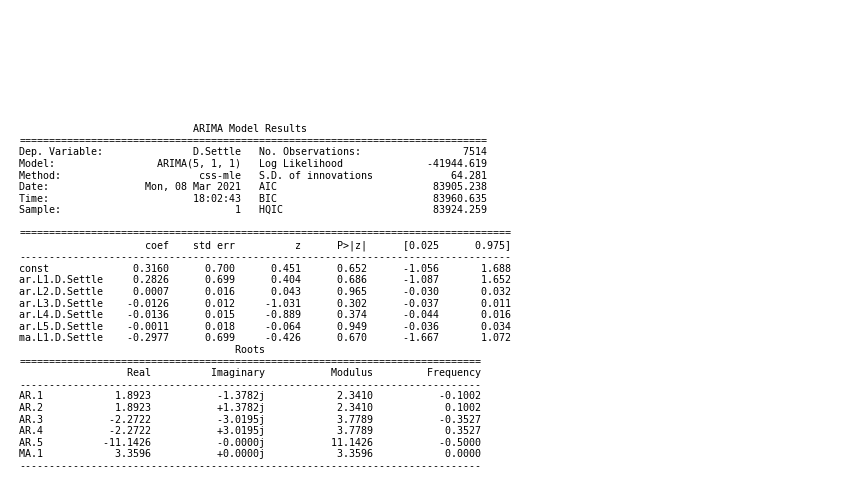 ARIMA Model Results
==============================================================================
Dep. Variable:               D.Settle   No. Observations:                 7514
Model:                 ARIMA(5, 1, 1)   Log Likelihood              -41944.619
Method:                       css-mle   S.D. of innovations             64.281
Date:                Mon, 08 Mar 2021   AIC                          83905.238
Time:                        18:02:43   BIC                          83960.635
Sample:                             1   HQIC                         83924.259
==================================================================================
                     coef    std err          z      P>|z|      [0.025      0.975]
----------------------------------------------------------------------------------
const              0.3160      0.700      0.451      0.652      -1.056       1.688
ar.L1.D.Settle     0.2826      0.699      0.404      0.686      -1.087       1.652
ar.L2.D.Settle     0.0007      0.016      0.043      0.965      -0.030       0.032
ar.L3.D.Settle    -0.0126      0.012     -1.031      0.302      -0.037       0.011
ar.L4.D.Settle    -0.0136      0.015     -0.889      0.374      -0.044       0.016
ar.L5.D.Settle    -0.0011      0.018     -0.064      0.949      -0.036       0.034
ma.L1.D.Settle    -0.2977      0.699     -0.426      0.670      -1.667       1.072
                                    Roots
=============================================================================
                  Real          Imaginary           Modulus         Frequency
-----------------------------------------------------------------------------
AR.1            1.8923           -1.3782j            2.3410           -0.1002
AR.2            1.8923           +1.3782j            2.3410            0.1002
AR.3           -2.2722           -3.0195j            3.7789           -0.3527
AR.4           -2.2722           +3.0195j            3.7789            0.3527
AR.5          -11.1426           -0.0000j           11.1426           -0.5000
MA.1            3.3596           +0.0000j            3.3596            0.0000
-----------------------------------------------------------------------------